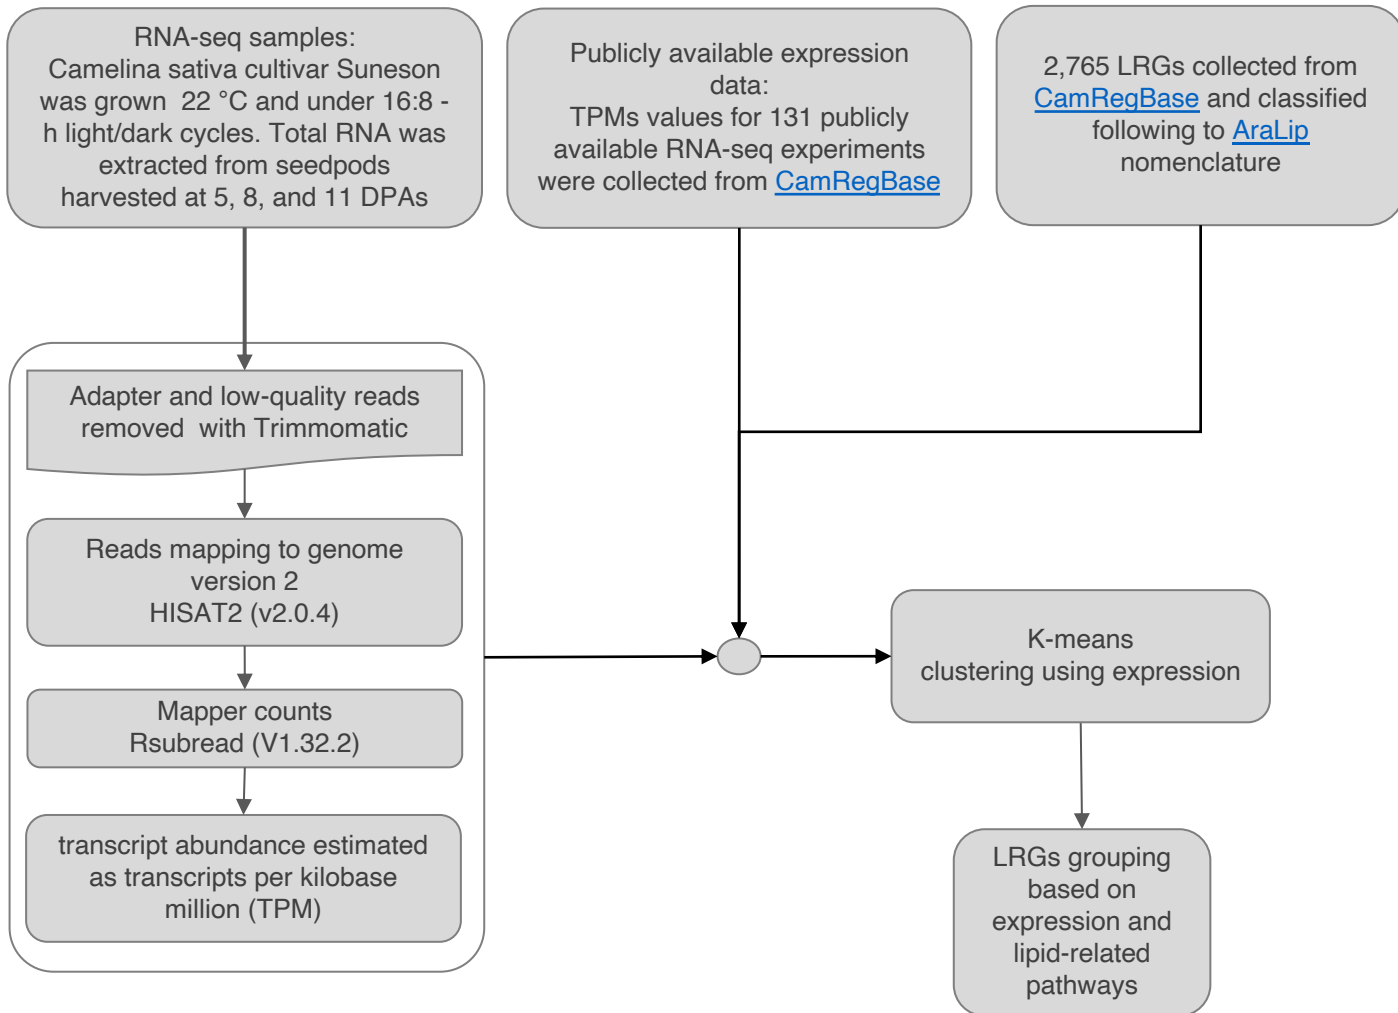 RNA-seq samples:
Camelina sativa cultivar Suneson
was grown  22 °C and under 16:8 -
h light/dark cycles. Total RNA was
extracted from seedpods
harvested at 5, 8, and 11 DPAs
Publicly available expression
data:
TPMs values for 131 publicly
available RNA-seq experiments
were collected from CamRegBase
2,765 LRGs collected from
CamRegBase and classified
following to AraLip
nomenclature
Adapter and low-quality reads
removed  with Trimmomatic
Reads mapping to genome
version 2
HISAT2 (v2.0.4)
Mapper counts
Rsubread (V1.32.2)
transcript abundance estimated
as transcripts per kilobase
million (TPM)
K-means
clustering using expression
LRGs grouping
based on
expression and
lipid-related
pathways